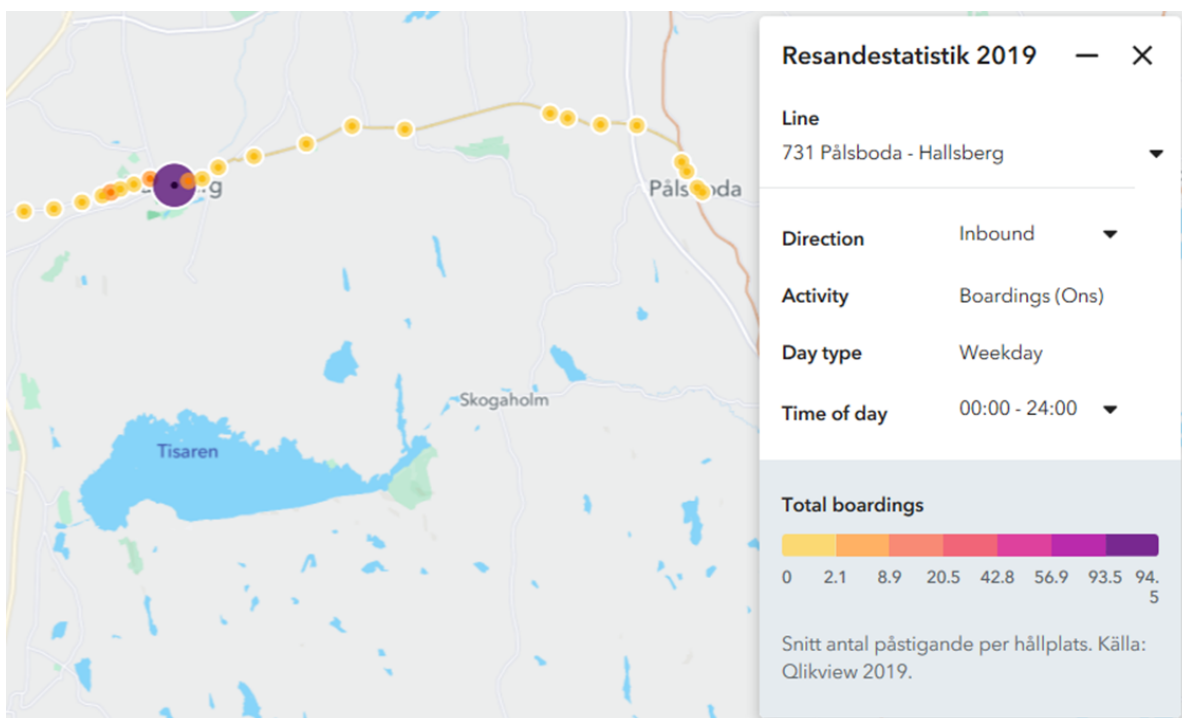 Resandestatistik 2019
Line
731 Pålsboda - Hallsberg
Direction Inbound
Activity Boardings (Ons)
Day type Weekday
Time of day 00:00 - 24:00
Total boardings
0 2.1 8.9 20.5 42.8 56.9 93.5 94.
5
Snitt antal påstigande per hållplats. Källa:
Qlikview 2019.
Pålsboda
Skogaholm
Tisaren